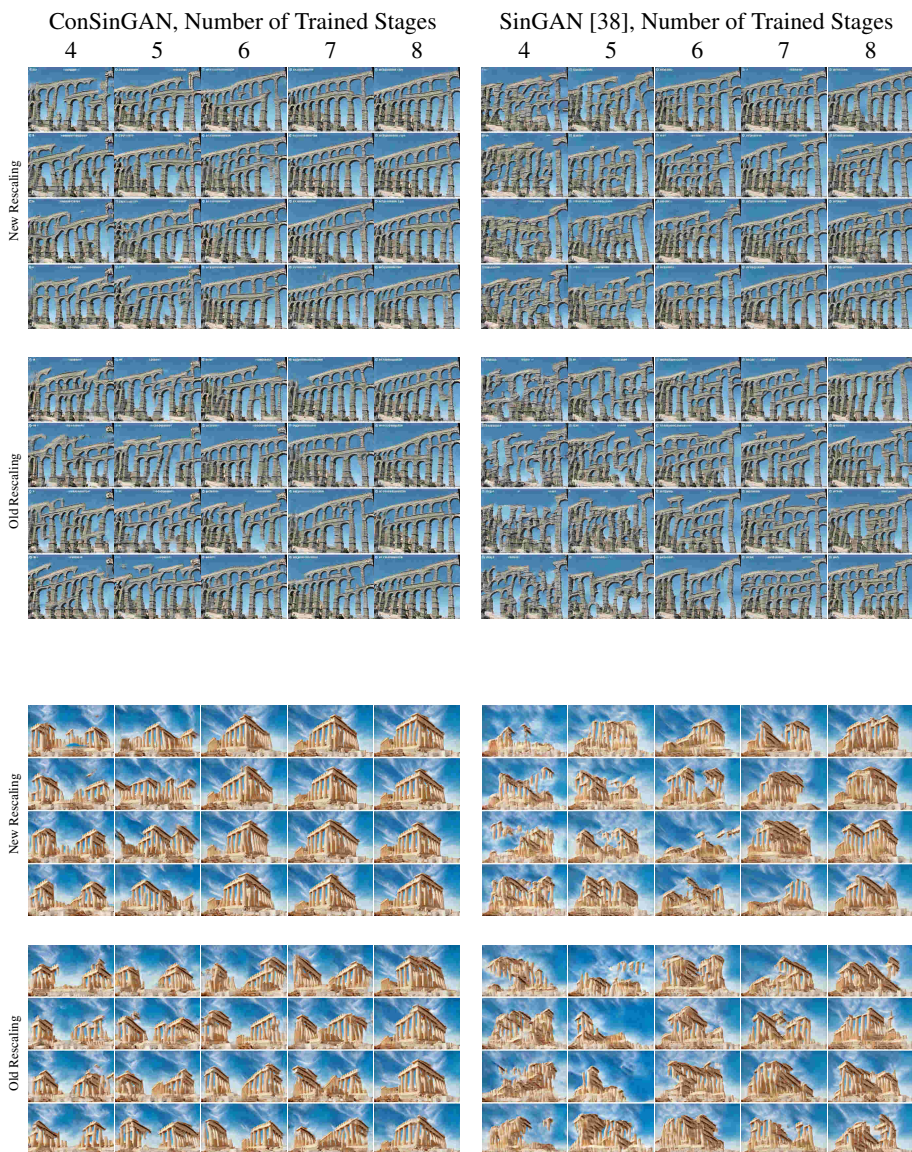 ConSinGAN, Number of Trained Stages
4 5 6 7 8
SinGAN [38], Number of Trained Stages
4 5 6 7 8
New Rescaling
Old Rescaling
New Rescaling
Old Rescaling